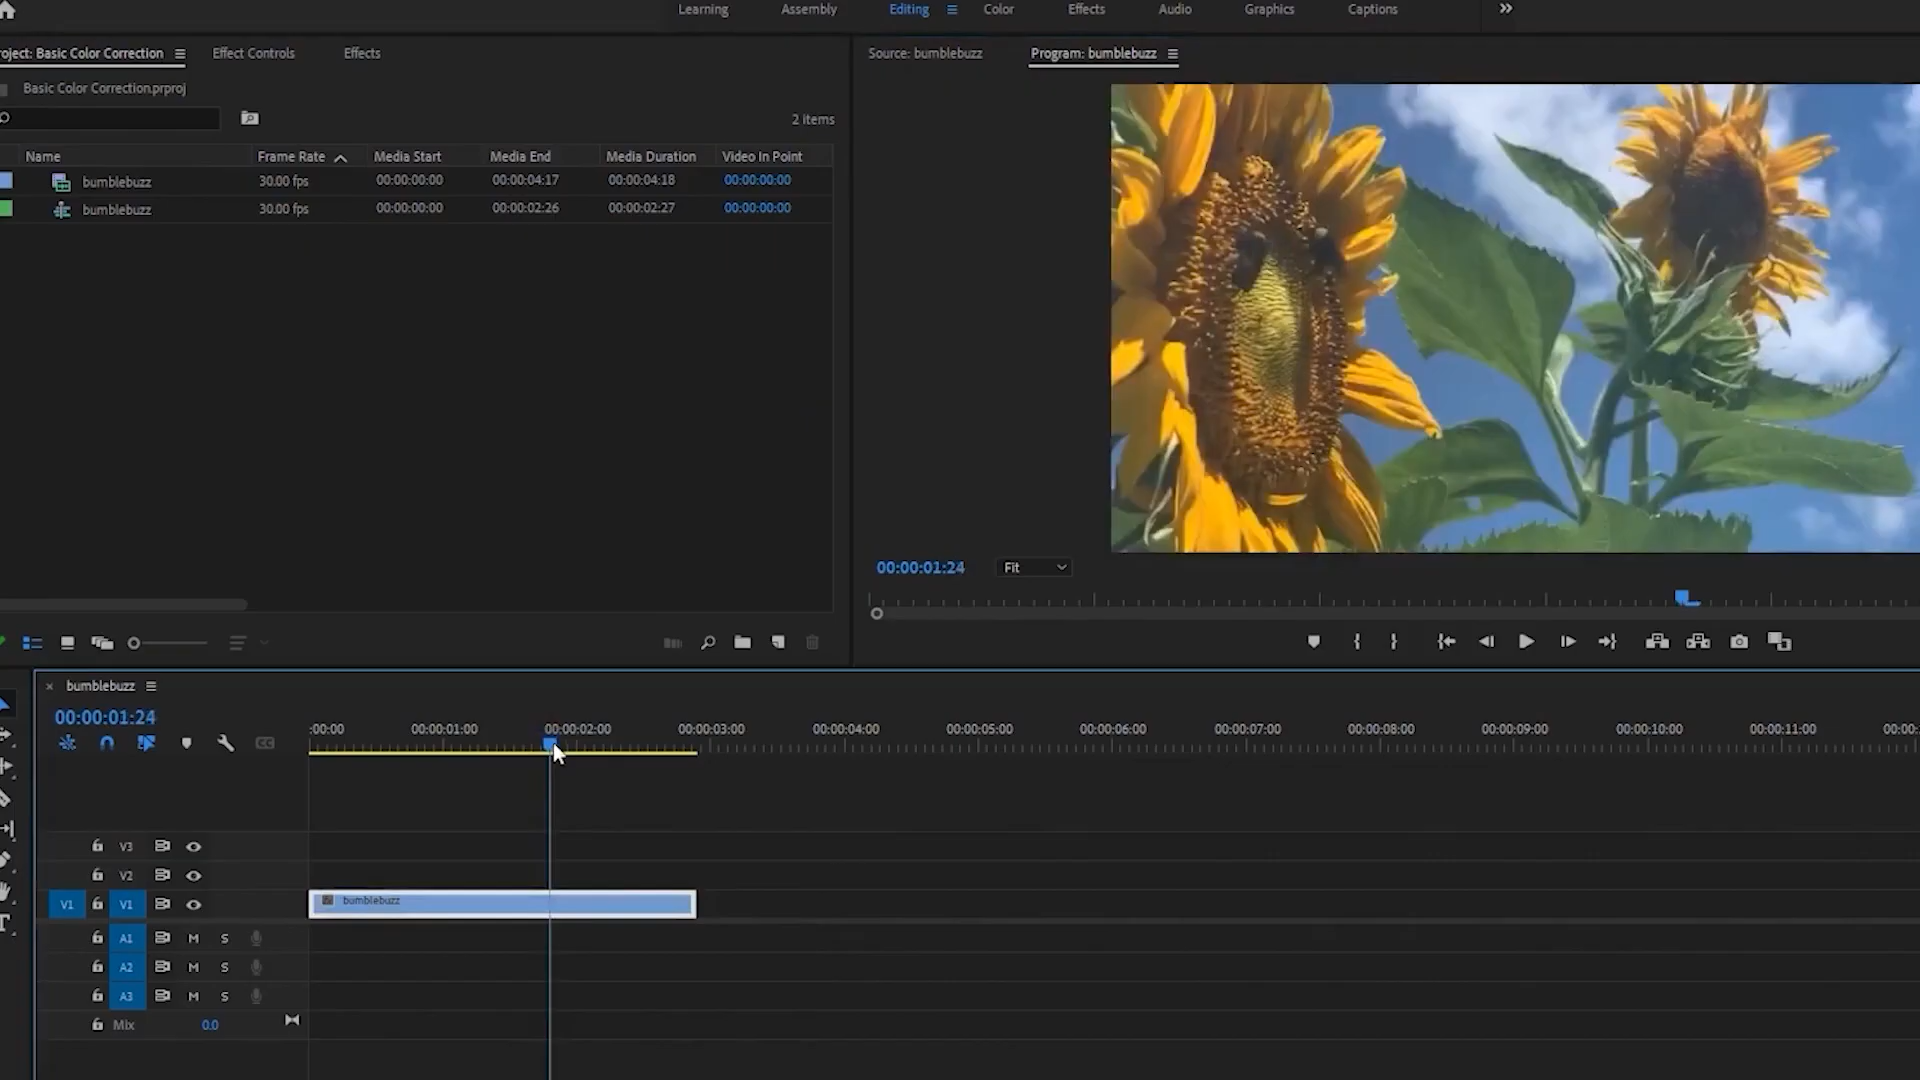 Learning Assembly Editing Color Effects Audio Graphics Captions
roject: Basic Color Correction Effect Controls Effects
Source: bumblebuzz Program: bumblebuzz
Basic Color Correction.prproj
2 items
Name Frame Rate Media Start Media End Media Duration Video In Point
bumblebuzz 30.00 fps 00:00:00:00 00:00:04:17 00:00:04:18 00:00:00:00
bumblebuzz 30.00 fps 00:00:00:00 00:00:02:26 00:00:02:27 00:00:00:00
00:00:01:24 Fit
× bumblebuzz
00:00:01:24
:00:00 00:00:01:00 00:00:02:00 00:00:03:00 00:00:04:00 00:00:05:00 00:00:06:00 00:00:07:00 00:00:08:00 00:00:09:00 00:00:10:00 00:00:11:00 00:00:
V3
V2
V1 V1 bumblebuzz
A1 M S
A2 M S
A3 M S
Mix 0.0